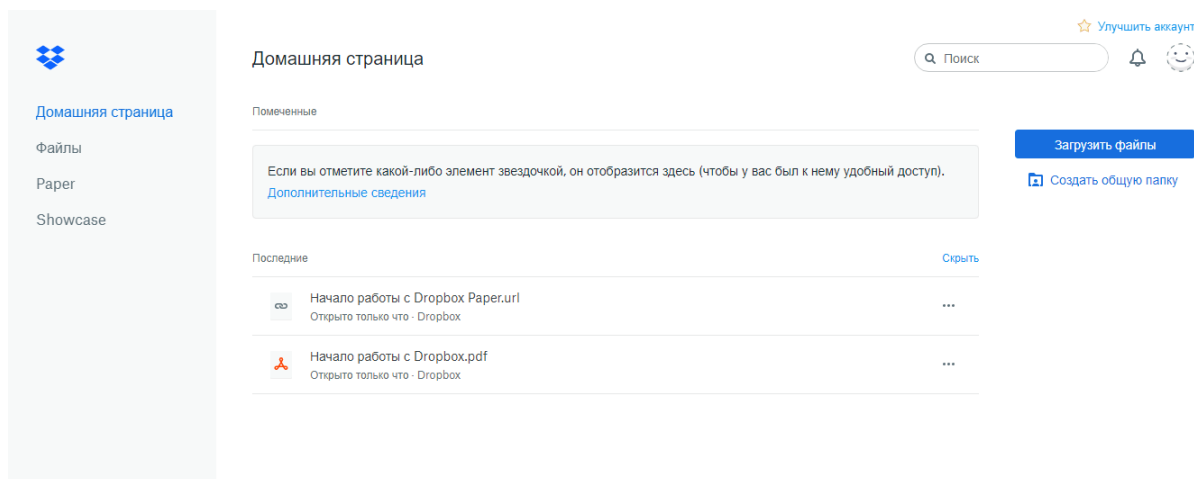 Улучшить аккаунт
Домашняя страница
Поиск
Домашняя страница
Файлы
Paper
Showcase
Помеченные
Если вы отметите какой-либо элемент звездочкой, он отобразится здесь (чтобы у вас был к нему удобный доступ).
Дополнительные сведения
Загрузить файлы
Создать общую папку
Последние
Скрыть
Начало работы с Dropbox Paper.url
Открыто только что · Dropbox
Начало работы с Dropbox.pdf
Открыто только что · Dropbox